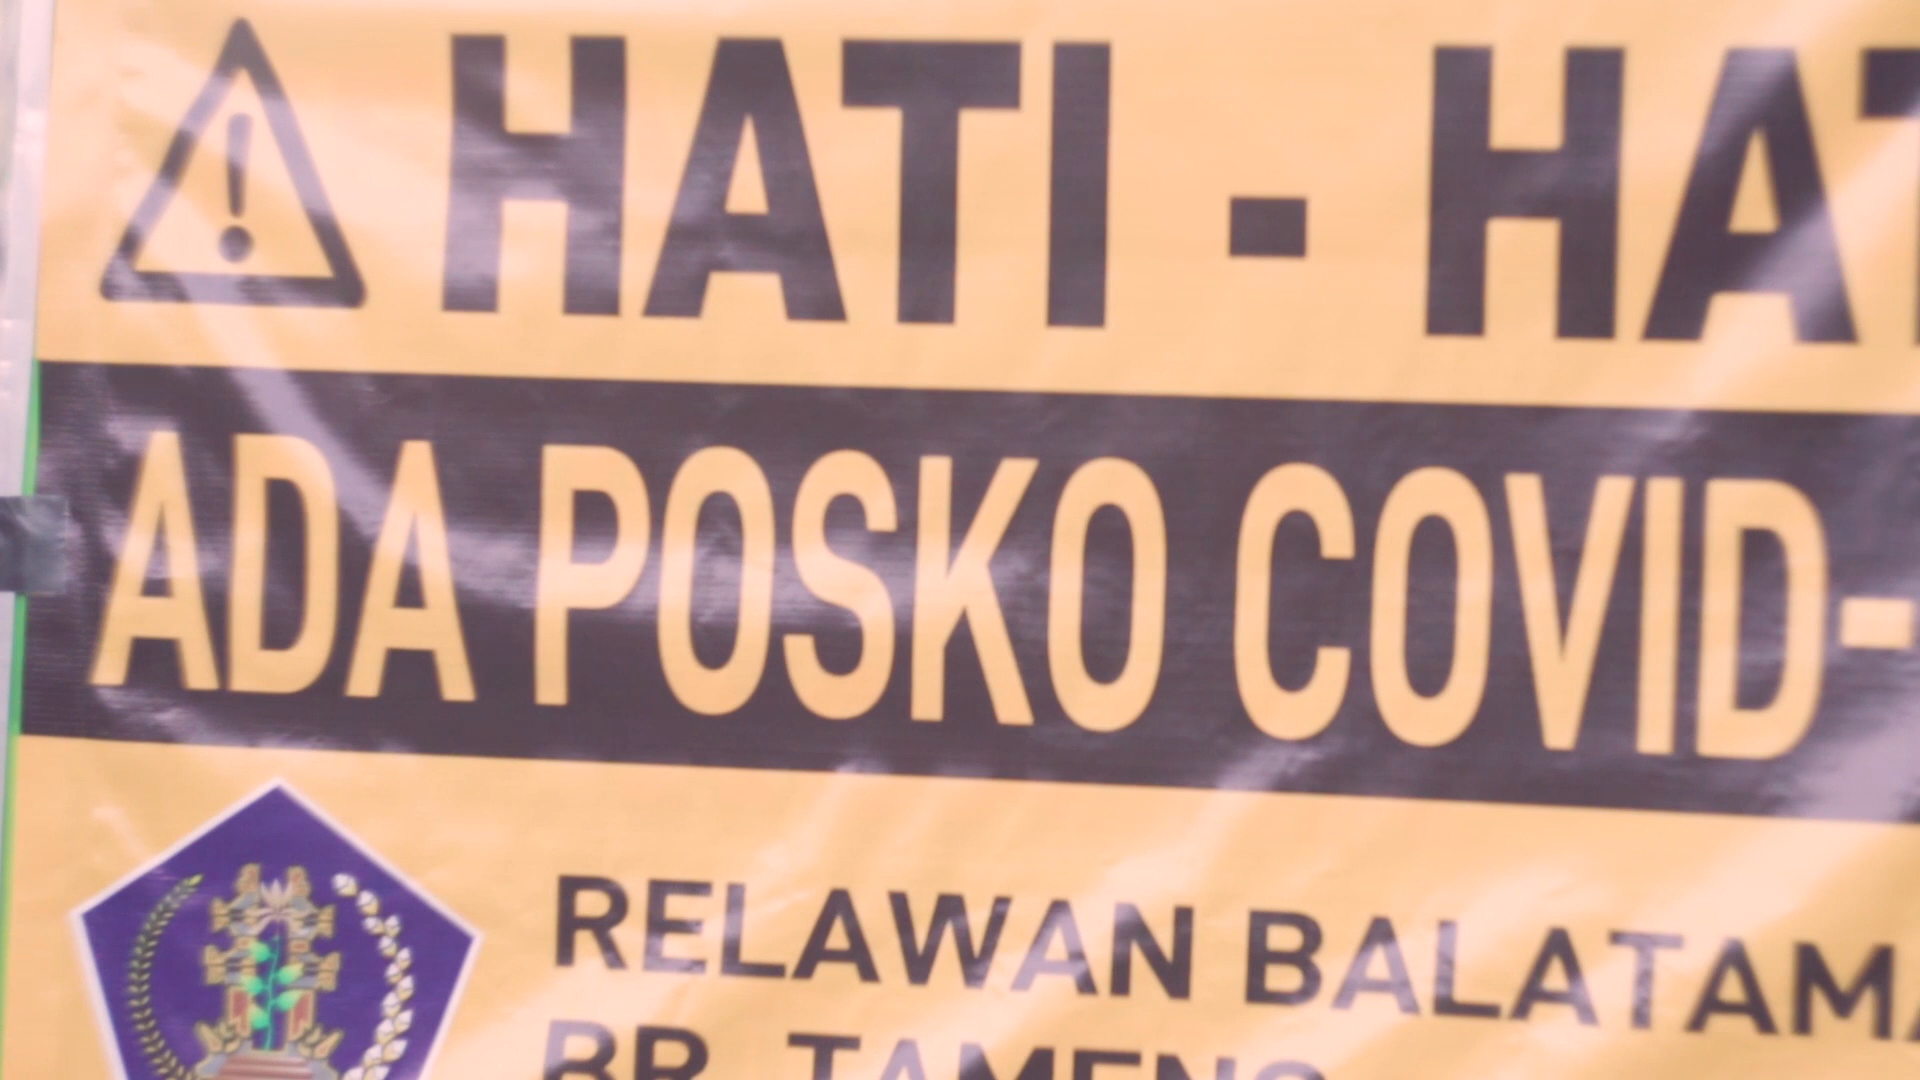 HATI - HAT
ADA POSKO COVID-
RELAWAN BALATAM
BR. TAMENG